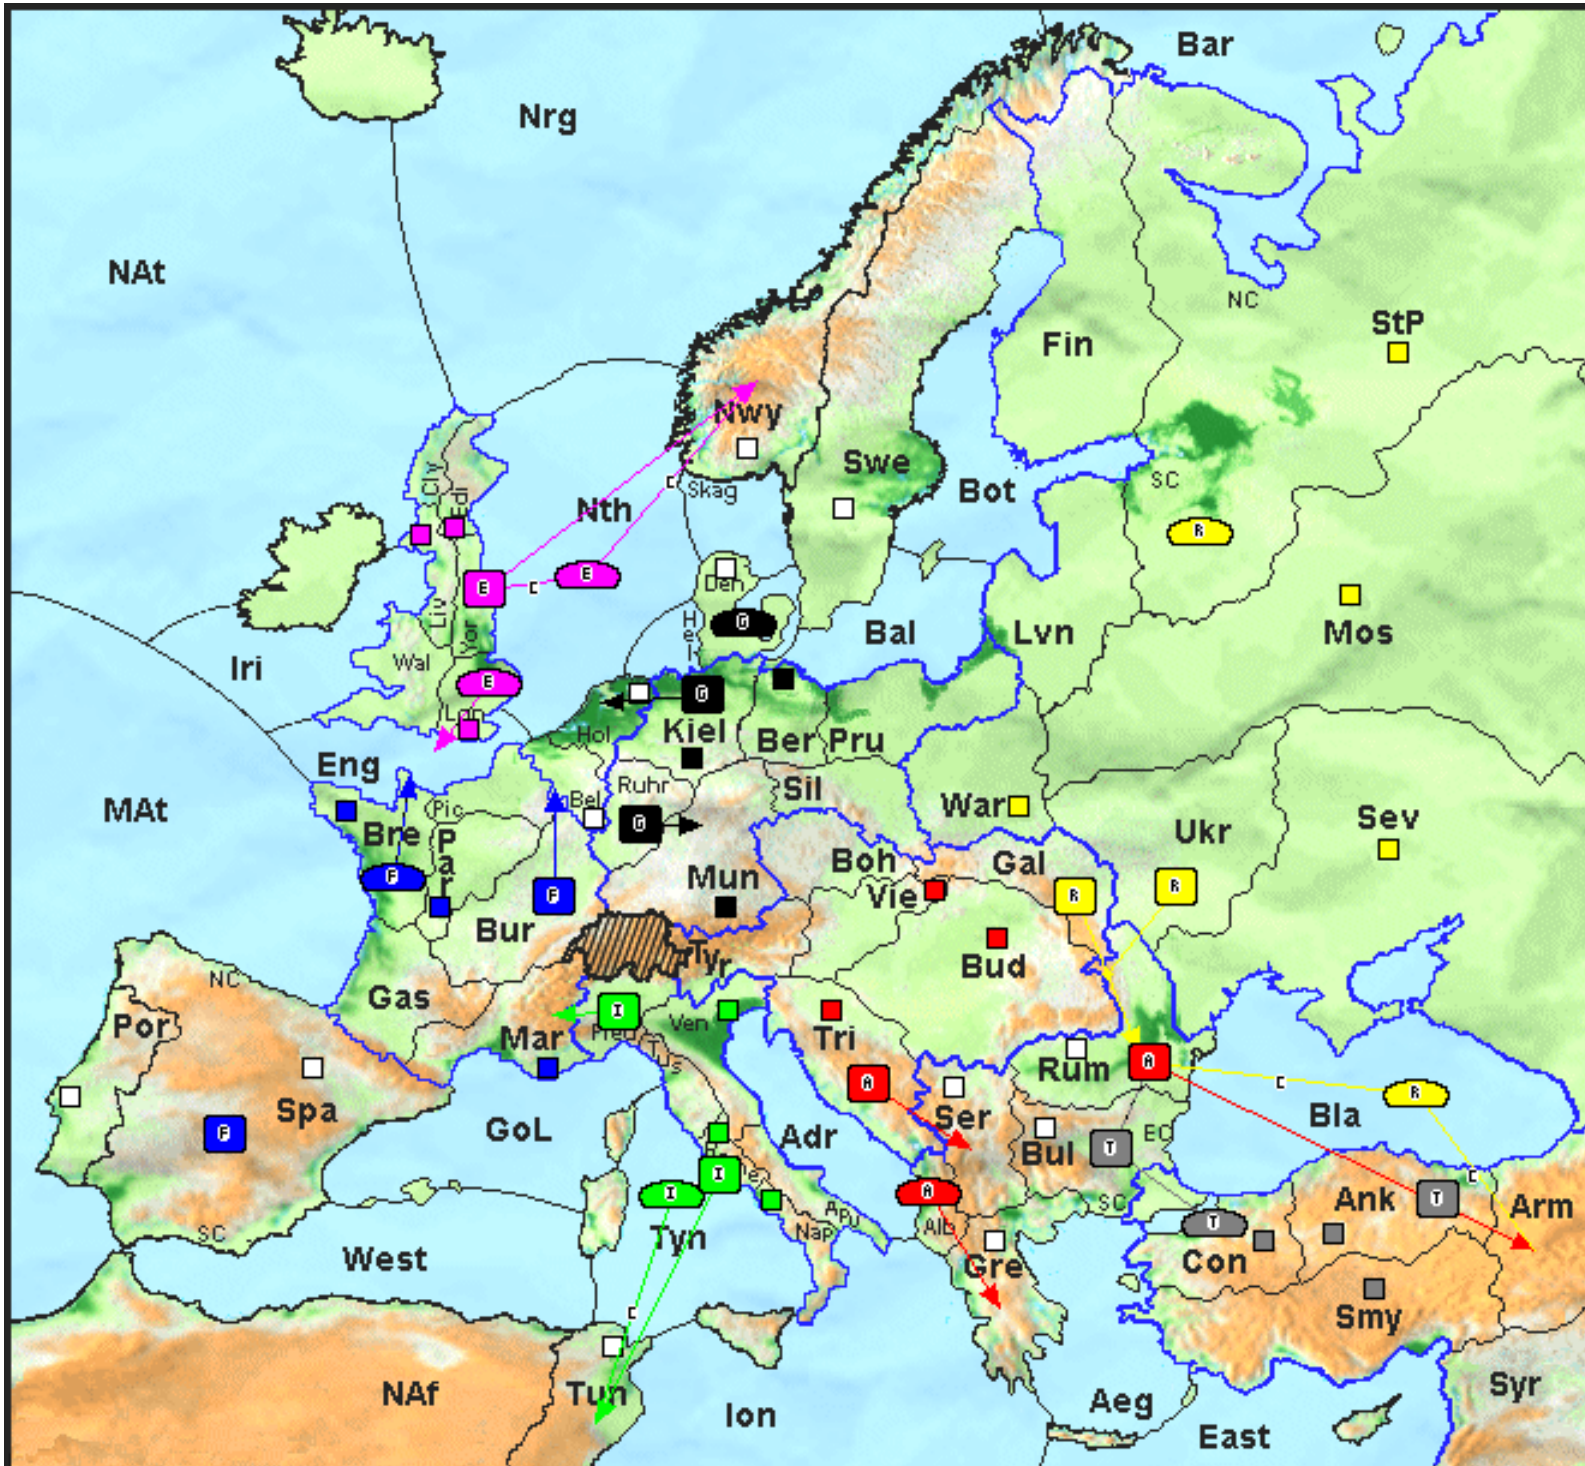 Bar
Nrg
NAt
NC
StP
Fin
Nwy
Swe
Cly
Edi
C
Skag
SC
Bot
Nth
R
E
C
E
Den
Mos
Liv
Yor
G
Hel
Bal
Lvn
Iri
Wal
E
Lon
G
Kiel
Hol
Ber
Pru
Eng
Ruhr
Sil
War
MAt
Pic
Bel
Bre
Par
G
Ukr
Sev
Boh
Gal
F
Mun
Vie
R
R
F
Bur
Tyr
Bud
NC
Gas
Por
I
Pied
Ven
Mar
Tus
Tri
Rum
A
A
C
R
Spa
Ser
Bla
F
GoL
Adr
Bul
EC
T
I
C
I
A
Ank
T
Arm
SC
Tyn
Apu
Nap
Alb
SC
T
West
Gre
Con
C
Smy
NAf
Tun
Ion
Aeg
East
Syr